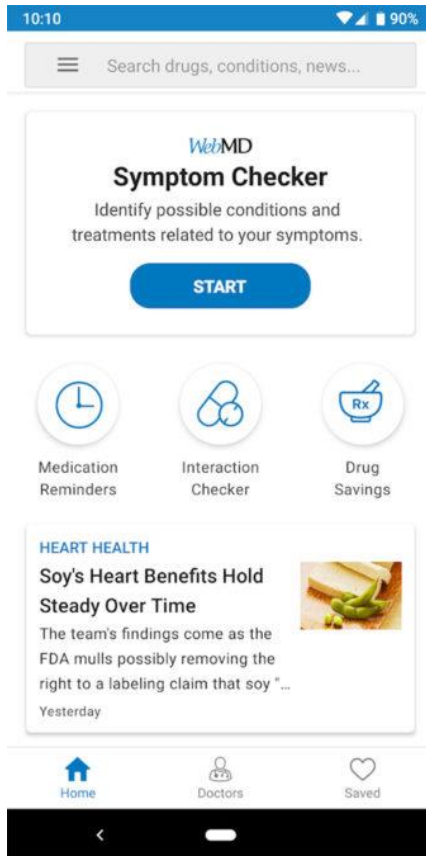 10:10 90%
Search drugs, conditions, news...
WebMD
Symptom Checker
Identify possible conditions and
treatments related to your symptoms.
START
Rx
Medication Reminders
Interaction Checker
Drug Savings
HEART HEALTH
Soy's Heart Benefits Hold
Steady Over Time
The team's findings come as the
FDA mulls possibly removing the
right to a labeling claim that soy "...
Yesterday
Home Doctors Saved